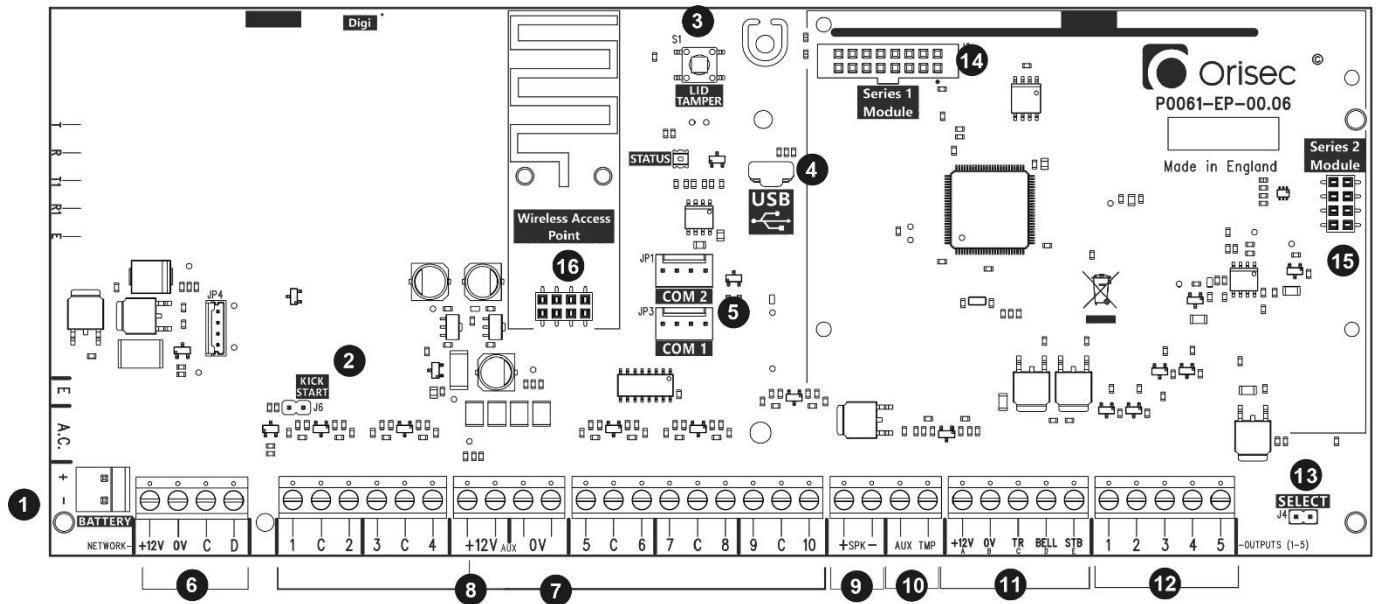 Digi
3
S1
LID
TAMPER
14
Series 1
Module
Orisec
©
P0061-EP-00.06
Made in England
Series 2
Module
15
T
R
T1
R1
E
STATUS
4
USB
Wireless Access
Point
16
JP1
COM 2
5
JP3
COM 1
JP4
2
KICK
START
J6
E
A.C.
+
-
1
BATTERY
13
SELECT
J4
NETWORK-
+12V 0V C D
1 C 2 3 C 4
+12V AUX 0V
5 C 6 7 C 8 9 C 10
+SPK-
AUX TMP
+12V 0V TR BELL STB
A B C D E
1 2 3 4 5
-OUTPUTS (1-5)
6
8
7
9
10
11
12